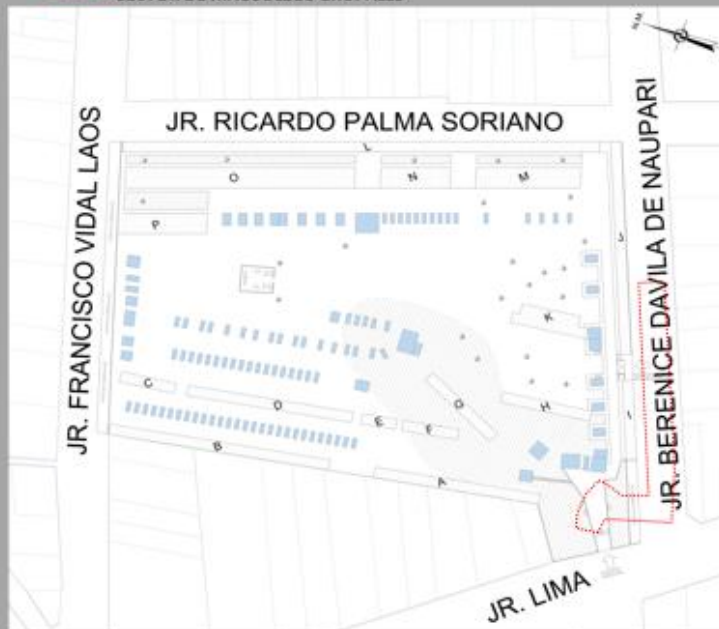 N.M.
JR. RICARDO PALMA SORIANO
JR. FRANCISCO VIDAL LAOS
JR. BERENICE DAVILA DE NAUPARI
L
O
N
M
P
J
K
C
D
G
H
E
F
I
B
A
JR. LIMA